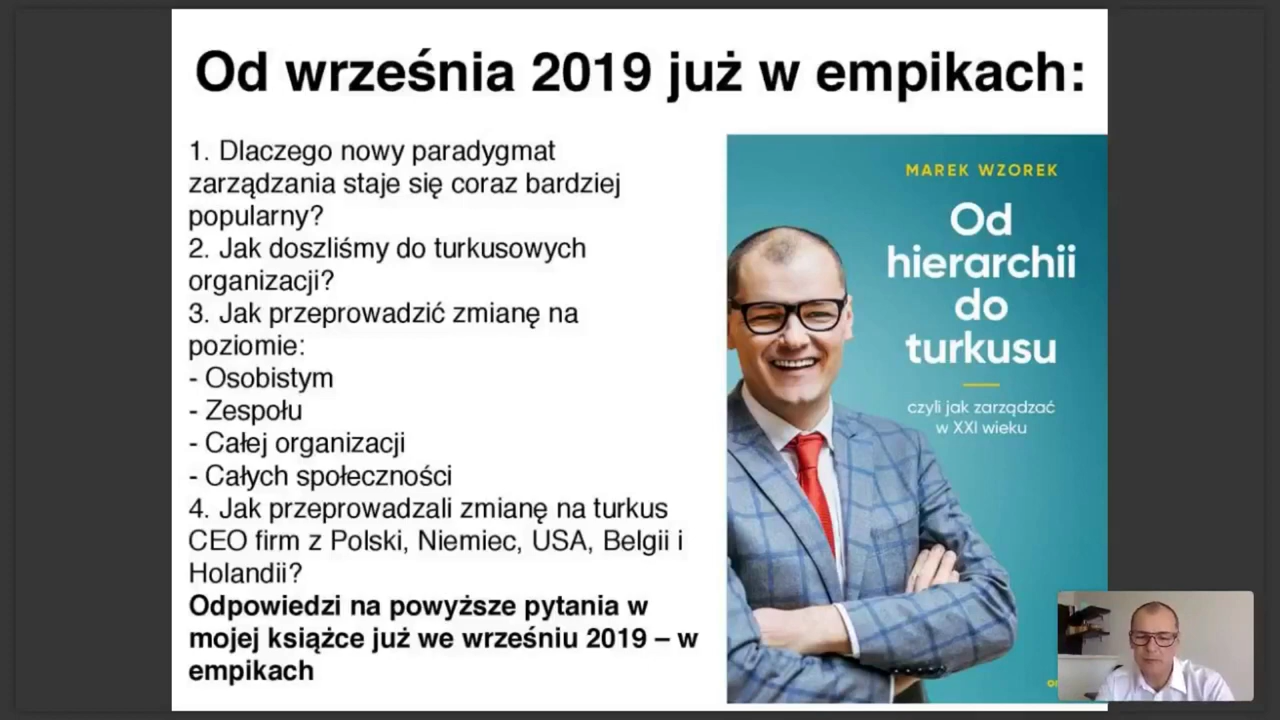 Od września 2019 już w empikach:
1. Dlaczego nowy paradygmat
zarządzania staje się coraz bardziej
popularny?
2. Jak doszliśmy do turkusowych
organizacji?
3. Jak przeprowadzić zmianę na
poziomie:
- Osobistym
- Zespołu
- Całej organizacji
- Całych społeczności
4. Jak przeprowadzali zmianę na turkus
CEO firm z Polski, Niemiec, USA, Belgii i
Holandii?
Odpowiedzi na powyższe pytania w
mojej książce już we wrześniu 2019 – w
empikach
MAREK WZOREK
Od
hierarchii
do
turkusu
czyli jak zarządzać
w XXI wieku